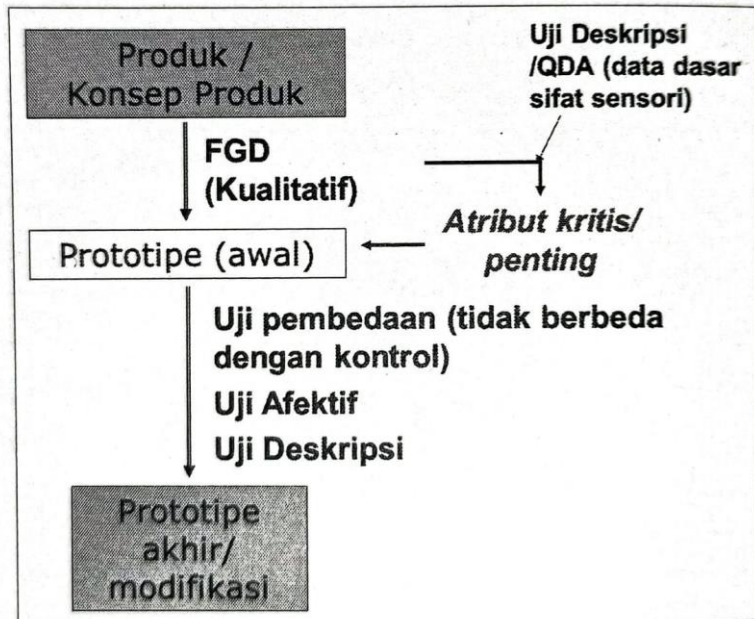 Produk /
Konsep Produk
Uji Deskripsi
/QDA (data dasar
sifat sensori)
FGD
(Kualitatif)
Atribut kritis/
penting
Prototipe (awal)
Uji pembedaan (tidak berbeda
dengan kontrol)
Uji Afektif
Uji Deskripsi
Prototipe
akhir/
modifikasi